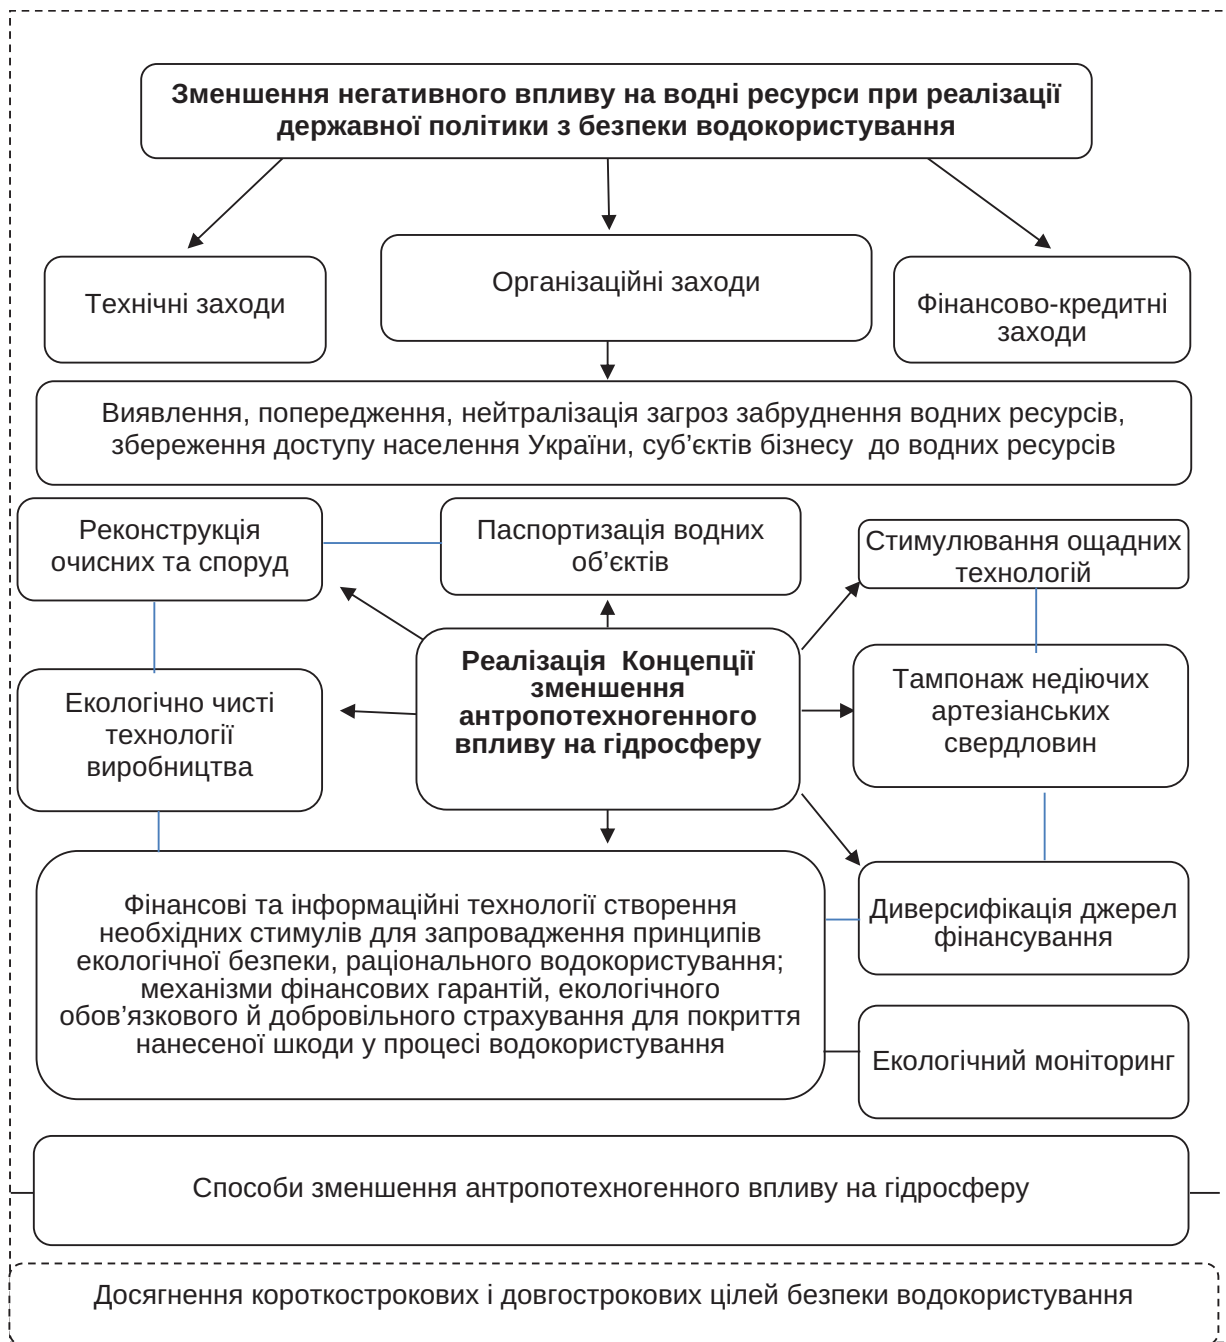 Зменшення негативного впливу на водні ресурси при реалізації
державної політики з безпеки водокористування
Технічні заходи
Організаційні заходи
Фінансово-кредитні
заходи
Виявлення, попередження, нейтралізація загроз забруднення водних ресурсів,
збереження доступу населення України, суб’єктів бізнесу до водних ресурсів
Реконструкція
очисних та споруд
Паспортизація водних
об’єктів
Стимулювання ощадних
технологій
Реалізація Концепції
зменшення
антропотехногенного
впливу на гідросферу
Екологічно чисті
технології
виробництва
Тампонаж недіючих
артезіанських
свердловин
Фінансові та інформаційні технології створення
необхідних стимулів для запровадження принципів
екологічної безпеки, раціонального водокористування;
механізми фінансових гарантій, екологічного
обов’язкового й добровільного страхування для покриття
нанесеної шкоди у процесі водокористування
Диверсифікація джерел
фінансування
Екологічний моніторинг
Способи зменшення антропотехногенного впливу на гідросферу
Досягнення короткострокових і довгострокових цілей безпеки водокористування